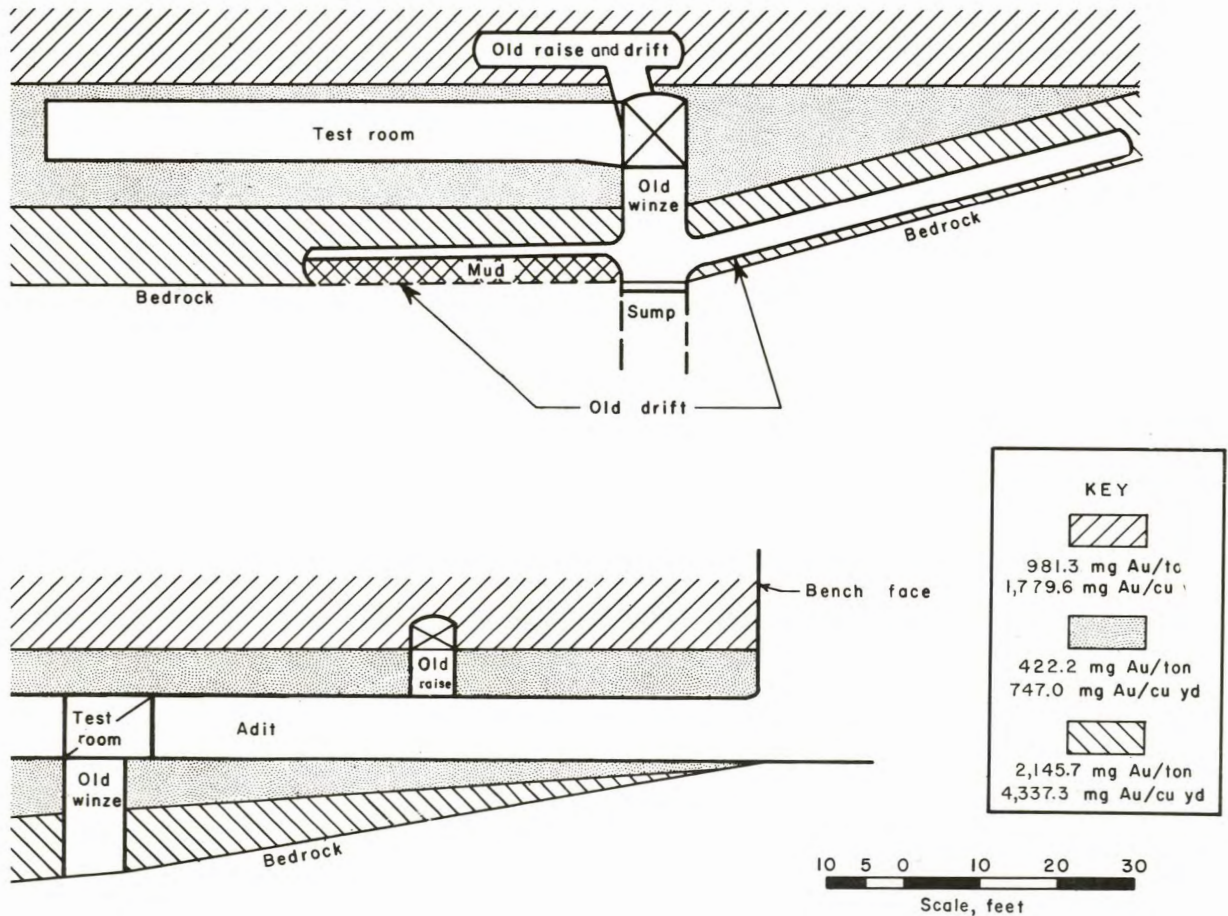 Old raise and drift
Test room
Old
winze
Mud
Bedrock
Bedrock
Sump
Old drift
Bench face
Old
raise
Test
room
Adit
Old
winze
Bedrock
KEY
981.3 mg Au/to
1,779.6 mg Au/cu
422.2 mg Au/ton
747.0 mg Au/cu yd
2,145.7 mg Au/ton
4,337.3 mg Au/cu yd
10 5 0 10 20 30
Scale, feet